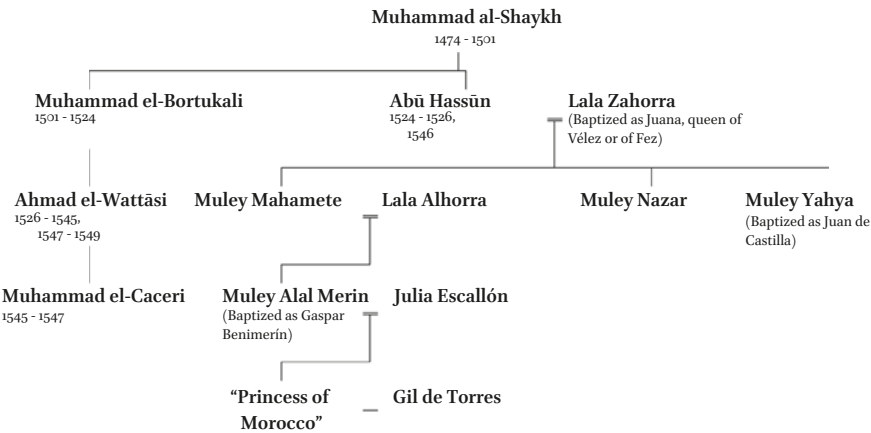 Muhammad al-Shaykh
1474 - 1501
Muhammad el-Bortukali
1501 - 1524
Abū Hassūn
1524 - 1526,
1546
Lala Zahorra
(Baptized as Juana, queen of
Vélez or of Fez)
Ahmad el-Wattāsi
1526 - 1545,
1547 - 1549
Muley Mahamete
Lala Alhorra
Muley Nazar
Muley Yahya
(Baptized as Juan de
Castilla)
Muhammad el-Caceri
1545 - 1547
Muley Alal Merin
(Baptized as Gaspar
Benimerín)
Julia Escallón
“Princess of
Morocco”
Gil de Torres